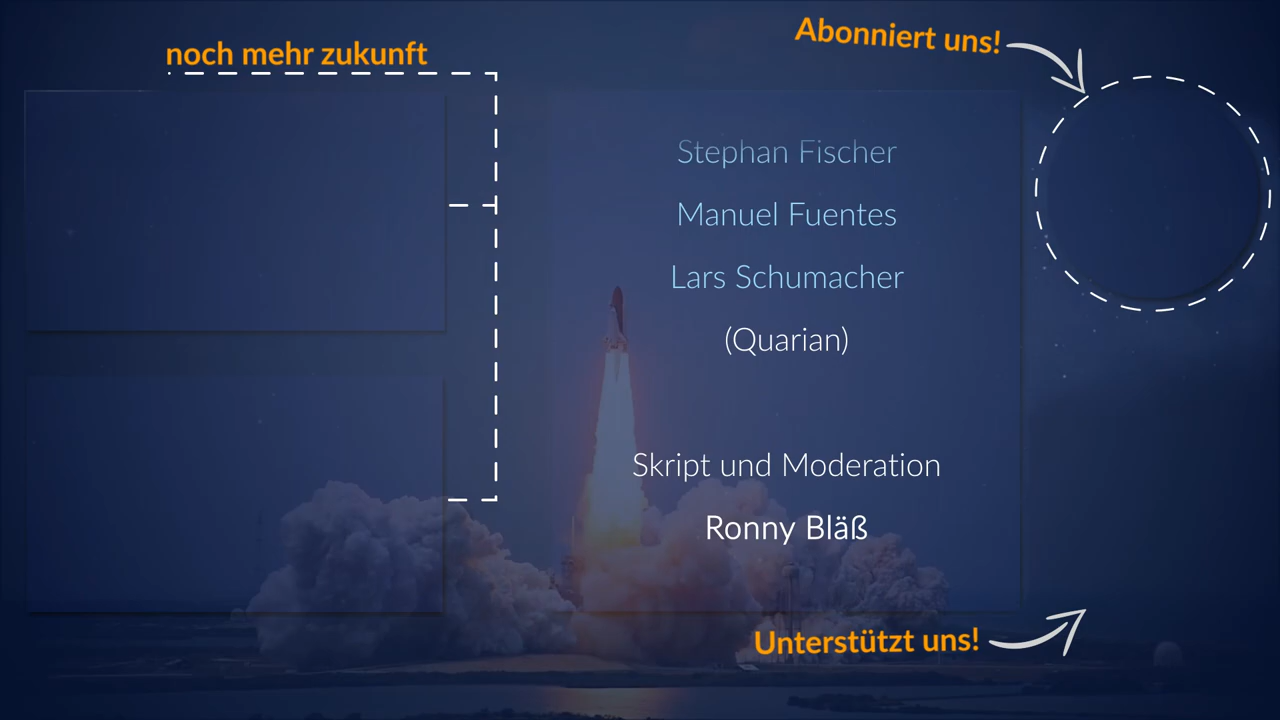 noch mehr zukunft
Abonniert uns!
Stephan Fischer
Manuel Fuentes
Lars Schumacher
(Quarian)
Skript und Moderation
Ronny Bläß
Unterstützt uns!